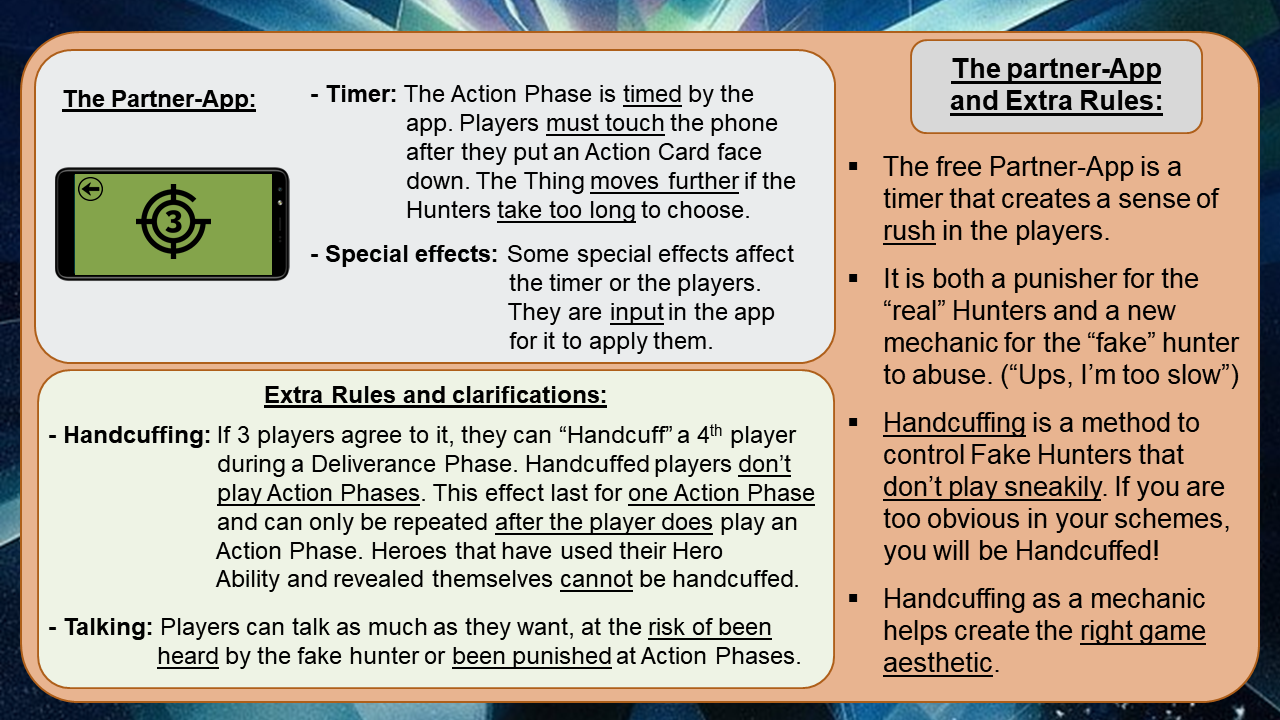 The Partner-App:
3
- Timer: The Action Phase is timed by the
app. Players must touch the phone
after they put an Action Card face
down. The Thing moves further if the
Hunters take too long to choose.
- Special effects: Some special effects affect
the timer or the players.
They are input in the app
for it to apply them.
Extra Rules and clarifications:
- Handcuffing: If 3 players agree to it, they can “Handcuff” a 4th player
during a Deliverance Phase. Handcuffed players don’t
play Action Phases. This effect last for one Action Phase
and can only be repeated after the player does play an
Action Phase. Heroes that have used their Hero
Ability and revealed themselves cannot be handcuffed.
- Talking: Players can talk as much as they want, at the risk of been
heard by the fake hunter or been punished at Action Phases.
The partner-App
and Extra Rules:
▪ The free Partner-App is a
timer that creates a sense of
rush in the players.
▪ It is both a punisher for the
“real” Hunters and a new
mechanic for the “fake” hunter
to abuse. (“Ups, I’m too slow”)
▪ Handcuffing is a method to
control Fake Hunters that
don’t play sneakily. If you are
too obvious in your schemes,
you will be Handcuffed!
▪ Handcuffing as a mechanic
helps create the right game
aesthetic.